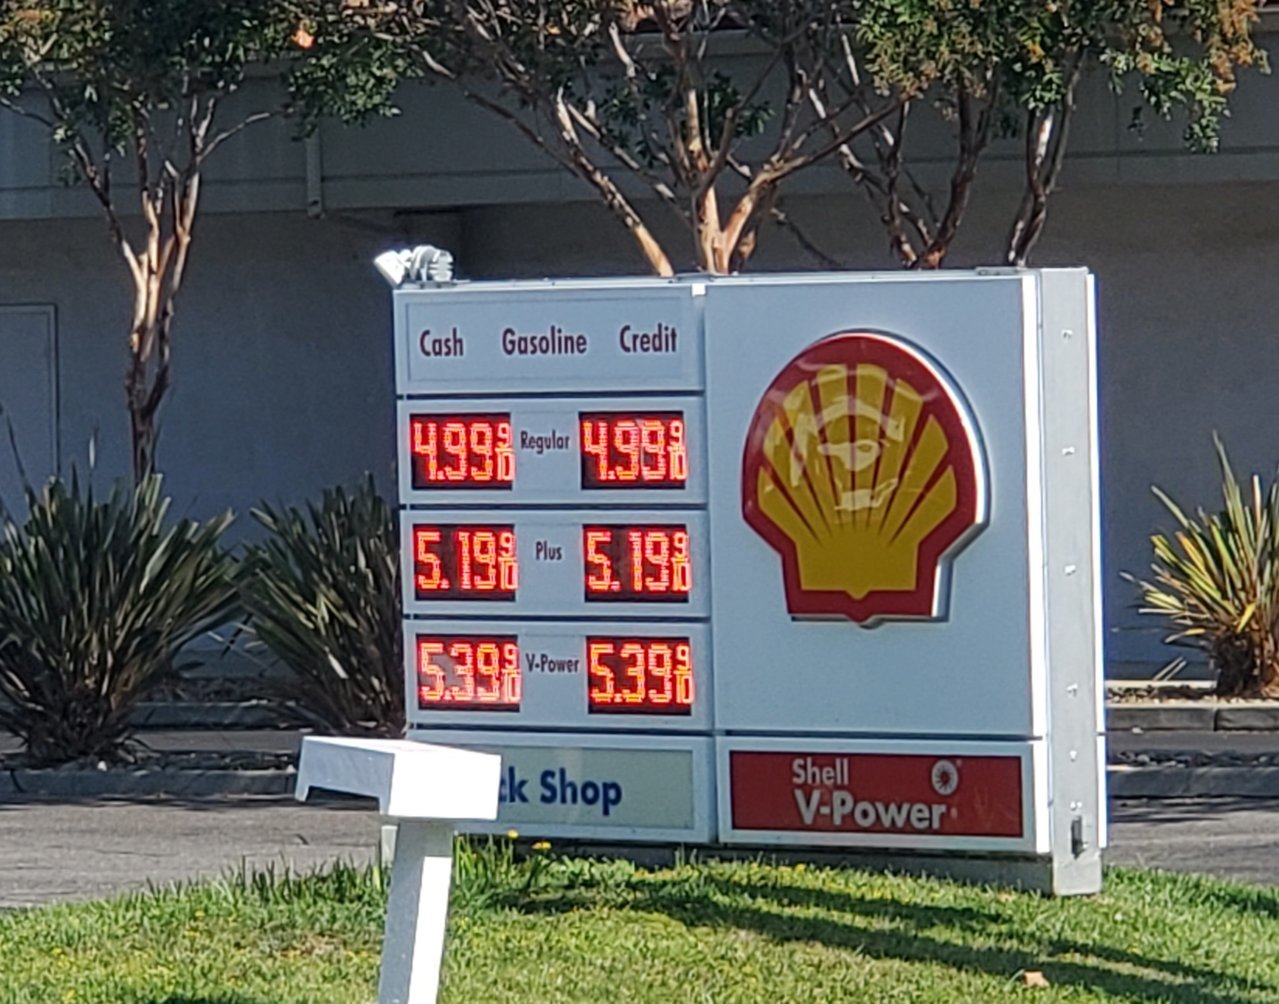 Cash Gasoline Credit
4.99 9/10 Regular 4.99 9/10
5.19 9/10 Plus 5.19 9/10
5.39 9/10 V-Power 5.39 9/10
ck Shop
Shell
V-Power